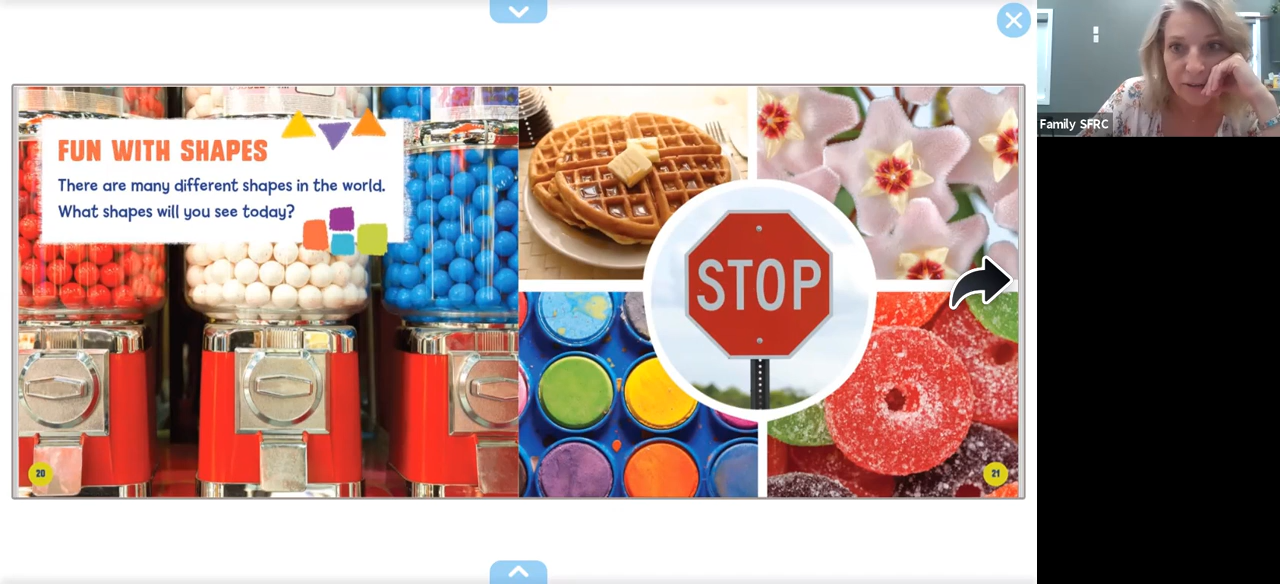 FUN WITH SHAPES
There are many different shapes in the world.
What shapes will you see today?
STOP
20
21
Family SFRC